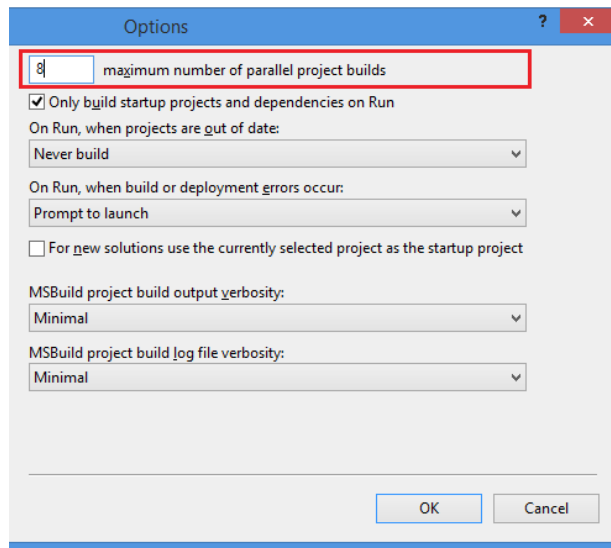 Options
?
×
8 maximum number of parallel project builds
Only build startup projects and dependencies on Run
On Run, when projects are out of date:
Never build
On Run, when build or deployment errors occur:
Prompt to launch
For new solutions use the currently selected project as the startup project
MSBuild project build output verbosity:
Minimal
MSBuild project build log file verbosity:
Minimal
OK Cancel